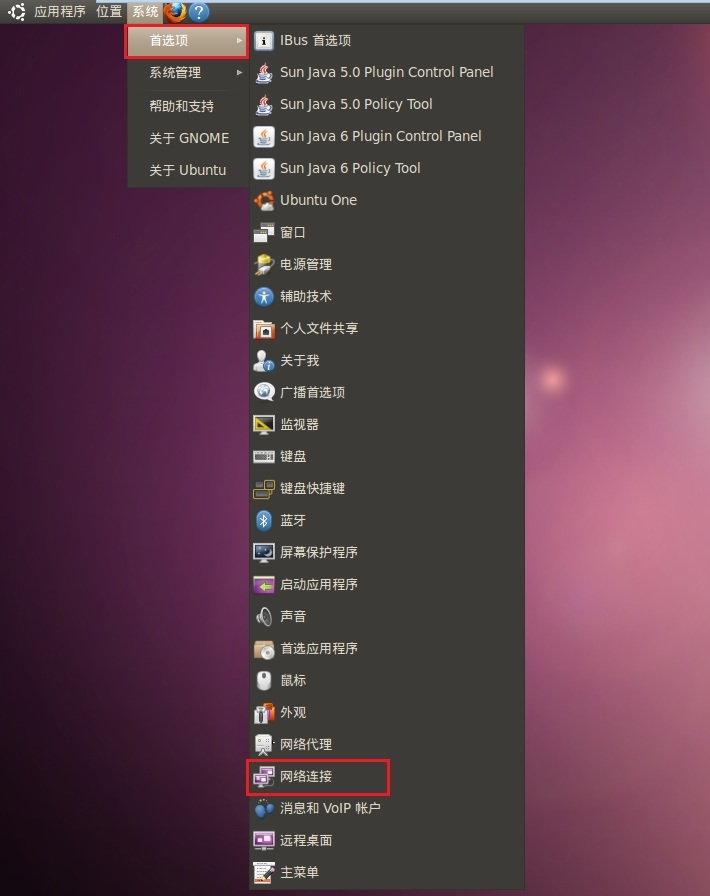 应用程序 位置 系统
首选项
系统管理
帮助和支持
关于 GNOME
关于 Ubuntu
IBus 首选项
Sun Java 5.0 Plugin Control Panel
Sun Java 5.0 Policy Tool
Sun Java 6 Plugin Control Panel
Sun Java 6 Policy Tool
Ubuntu One
窗口
电源管理
辅助技术
个人文件共享
关于我
广播首选项
监视器
键盘
键盘快捷键
蓝牙
屏幕保护程序
启动应用程序
声音
首选应用程序
鼠标
外观
网络代理
网络连接
消息和 VoIP 帐户
远程桌面
主菜单